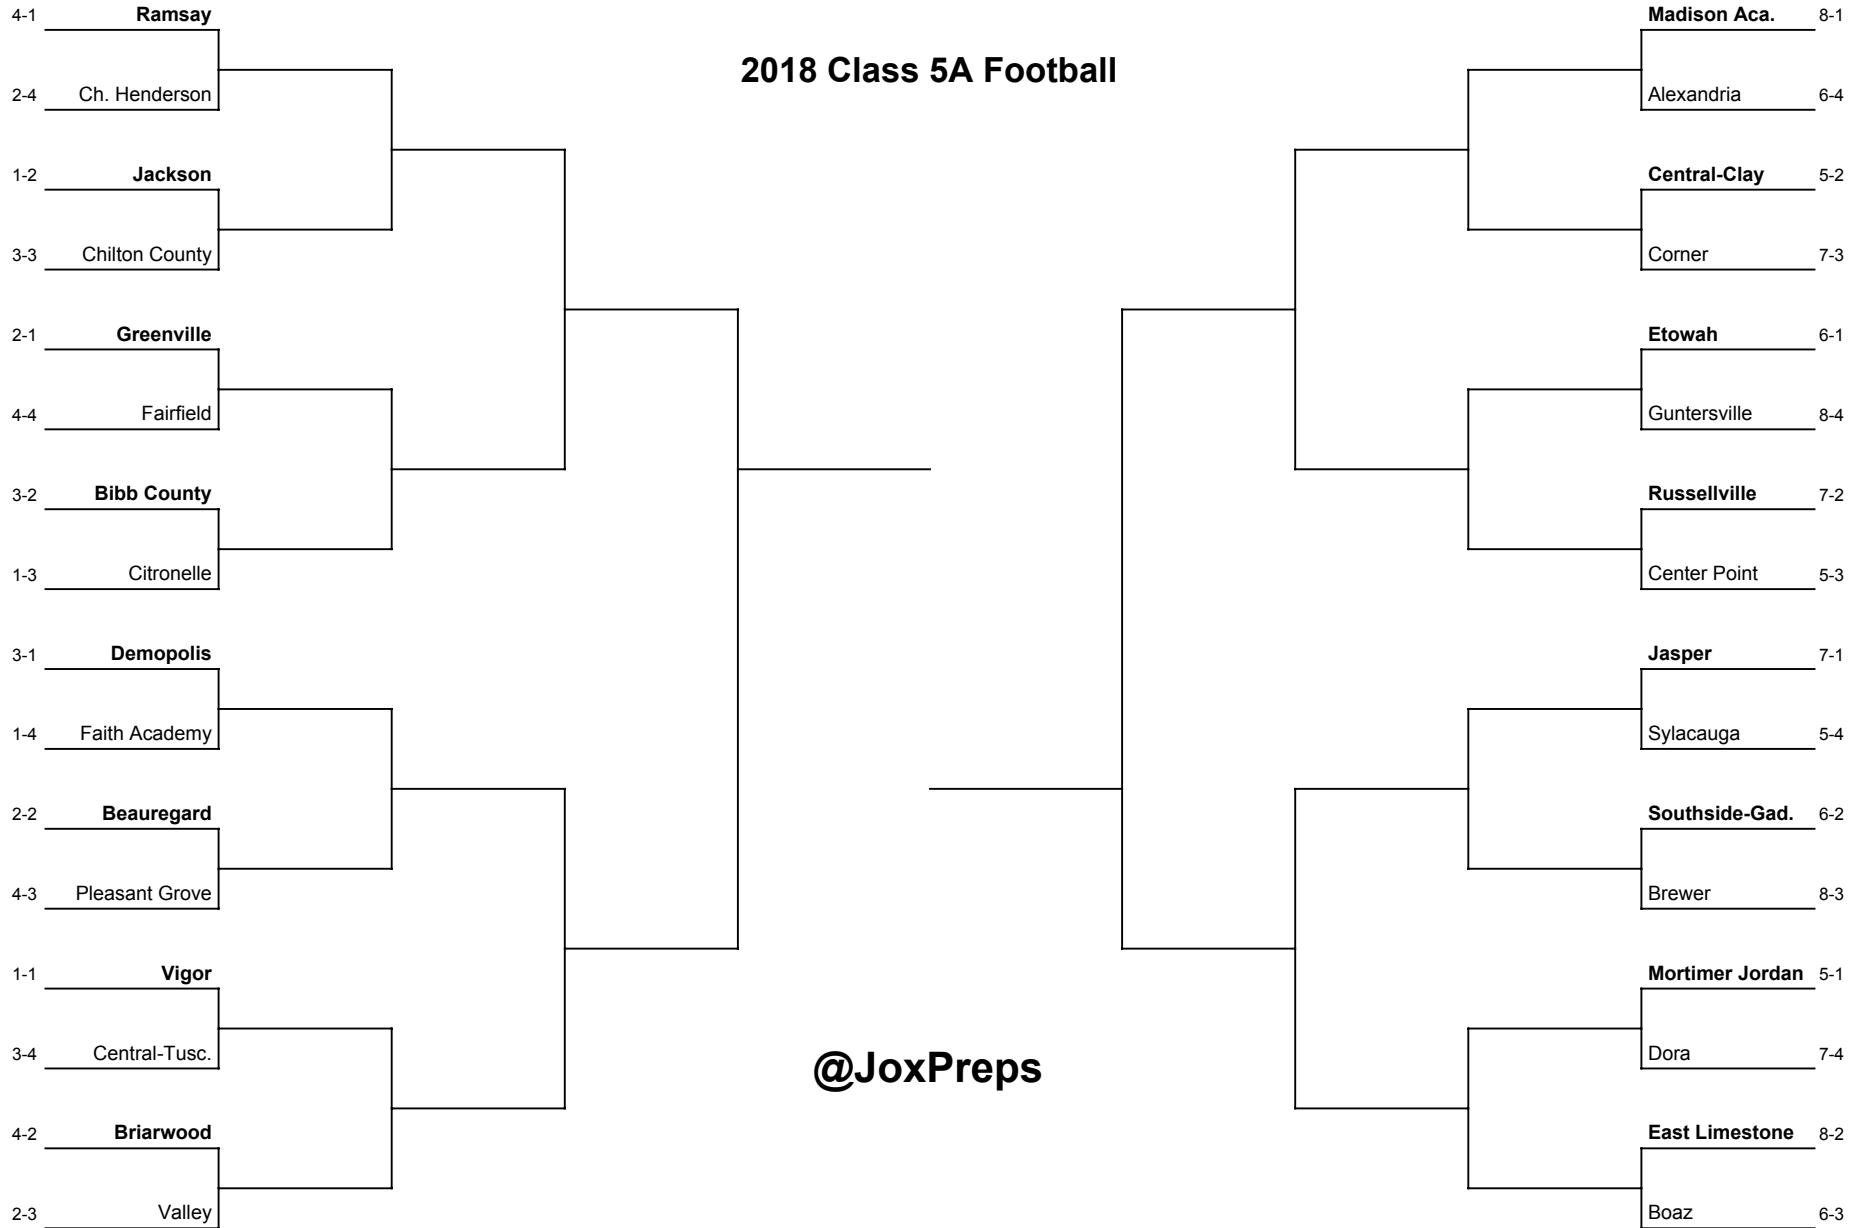 2018 Class 5A Football
4-1 Ramsay
2-4 Ch. Henderson
1-2 Jackson
3-3 Chilton County
2-1 Greenville
4-4 Fairfield
3-2 Bibb County
1-3 Citronelle
3-1 Demopolis
1-4 Faith Academy
2-2 Beauregard
4-3 Pleasant Grove
1-1 Vigor
3-4 Central-Tusc.
4-2 Briarwood
2-3 Valley
Madison Aca. 8-1
Alexandria 6-4
Central-Clay 5-2
Corner 7-3
Etowah 6-1
Guntersville 8-4
Russellville 7-2
Center Point 5-3
Jasper 7-1
Sylacauga 5-4
Southside-Gad. 6-2
Brewer 8-3
Mortimer Jordan 5-1
Dora 7-4
East Limestone 8-2
Boaz 6-3
@JoxPreps